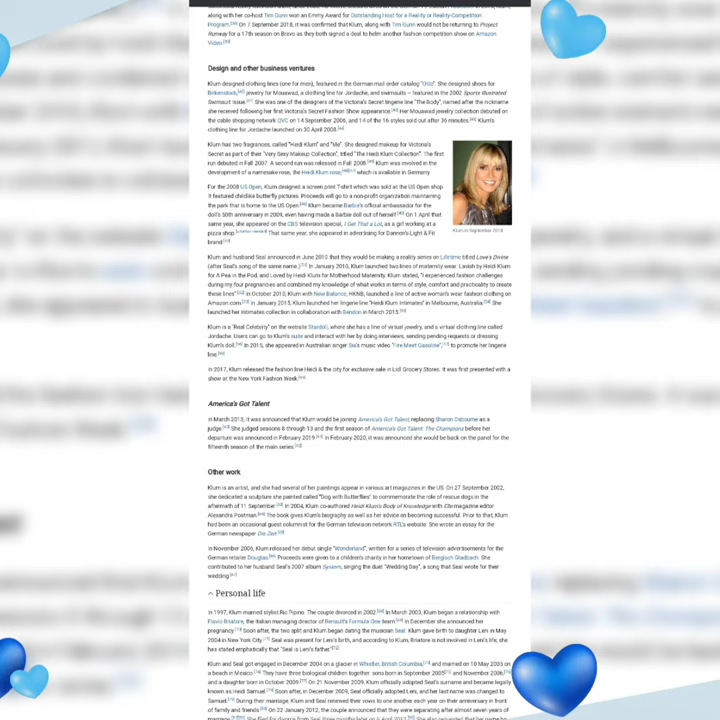 along with her co-host Tim Gunn won an Emmy Award for Outstanding Host for a Reality or Reality-Competition
Program. On 7 September 2018, it was confirmed that Klum, along with Tim Gunn would not be returning to Project
Runway for a 17th season on Bravo as they both signed a deal to helm another fashion competition show on Amazon
Video.
Design and other business ventures
Klum designed clothing lines (one for men), featured in the German mail order catalog "Otto". She designed shoes for
Birkenstock, jewelry for Mouawad, a clothing line for Jordache, and swimsuits – featured in the 2002 Sports Illustrated
Swimsuit Issue. She was one of the designers of the Victoria's Secret lingerie line "The Body", named after the nickname
she received following her first Victoria's Secret Fashion Show appearance. Her Mouawad jewelry collection debuted on
the cable shopping network QVC on 14 September 2006, and 14 of the 16 styles sold out after 36 minutes. Klum's
clothing line for Jordache launched on 30 April 2008.
Klum has two fragrances, called "Heidi Klum" and "Me". She designed makeup for Victoria's
Secret as part of their "Very Sexy Makeup Collection", titled "The Heidi Klum Collection". The first
run debuted in Fall 2007. A second run was released in Fall 2008. Klum was involved in the
development of a namesake rose, the Heidi Klum rose, which is available in Germany.
Klum in September 2010
For the 2008 US Open, Klum designed a screen print T-shirt which was sold at the US Open shop
It featured childlike butterfly pictures. Proceeds will go to a non-profit organization maintaining
the park that is home to the US Open. Klum became Barbie's official ambassador for the
doll's 50th anniversary in 2009, even having made a Barbie doll out of herself. On 1 April that
same year, she appeared on the CBS television special, I Get That a Lot, as a girl working at a
pizza shop. That same year, she appeared in advertising for Dannon's Light & Fit
brand.
Klum and husband Seal announced in June 2010 that they would be making a reality series on Lifetime titled Love's Divine
(after Seal's song of the same name). In January 2010, Klum launched two lines of maternity wear: Lavish by Heidi Klum
for A Pea in the Pod, and Loved by Heidi Klum for Motherhood Maternity. Klum stated, "I experienced fashion challenges
during my four pregnancies and combined my knowledge of what works in terms of style, comfort and practicality to create
these lines". In October 2010, Klum with New Balance, HKNB, launched a line of active woman's wear fashion clothing on
Amazon.com. In January 2015, Klum launched her lingerie line "Heidi Klum Intimates" in Melbourne, Australia. She
launched her Intimates collection in collaboration with Bendon in March 2015.
Klum is a "Real Celebrity" on the website Stardoll, where she has a line of virtual jewelry, and a virtual clothing line called
Jordache. Users can go to Klum's suite and interact with her by doing interviews, sending pending requests or dressing
Klum's doll. In 2015, she appeared in Australian singer Sia's music video "Fire Meet Gasoline", to promote her lingerie
line.
In 2017, Klum released the fashion line Heidi & the city for exclusive sale in Lidl Grocery Stores. It was first presented with a
show at the New York Fashion Week.
America's Got Talent
In March 2013, it was announced that Klum would be joining America's Got Talent, replacing Sharon Osbourne as a
judge. She judged seasons 8 through 13 and the first season of America's Got Talent: The Champions before her
departure was announced in February 2019. In February 2020, it was announced she would be back on the panel for the
fifteenth season of the main series.
Other work
Klum is an artist, and she had several of her paintings appear in various art magazines in the US. On 27 September 2002,
she dedicated a sculpture she painted called "Dog with Butterflies" to commemorate the role of rescue dogs in the
aftermath of 11 September. In 2004, Klum co-authored Heidi Klum's Body of Knowledge with Elle magazine editor
Alexandra Postman. The book gives Klum's biography as well as her advice on becoming successful. Prior to that, Klum
had been an occasional guest columnist for the German television network RTL's website. She wrote an essay for the
German newspaper Die Zeit.
In November 2006, Klum released her debut single "Wonderland", written for a series of television advertisements for the
German retailer Douglas. Proceeds were given to a children's charity in her hometown of Bergisch Gladbach. She
contributed to her husband Seal's 2007 album System, singing the duet "Wedding Day", a song that Seal wrote for their
wedding.
Personal life
In 1997, Klum married stylist Ric Pipino. The couple divorced in 2002. In March 2003, Klum began a relationship with
Flavio Briatore, the Italian managing director of Renault's Formula One team. In December she announced her
pregnancy. Soon after, the two split and Klum began dating the musician Seal. Klum gave birth to daughter Leni in May
2004 in New York City. Seal was present for Leni's birth, and according to Klum, Briatore is not involved in Leni's life; she
has stated emphatically that "Seal is Leni's father."
Klum and Seal got engaged in December 2004 on a glacier in Whistler, British Columbia, and married on 10 May 2005 on
a beach in Mexico. They have three biological children together: sons born in September 2005 and November 2006,
and a daughter born in October 2009. On 21 November 2009, Klum officially adopted Seal's surname and became legally
known as Heidi Samuel. Soon after, in December 2009, Seal officially adopted Leni, and her last name was changed to
Samuel. During their marriage, Klum and Seal renewed their vows to one another each year on their anniversary in front
of family and friends. On 22 January 2012, the couple announced that they were separating after almost seven years of